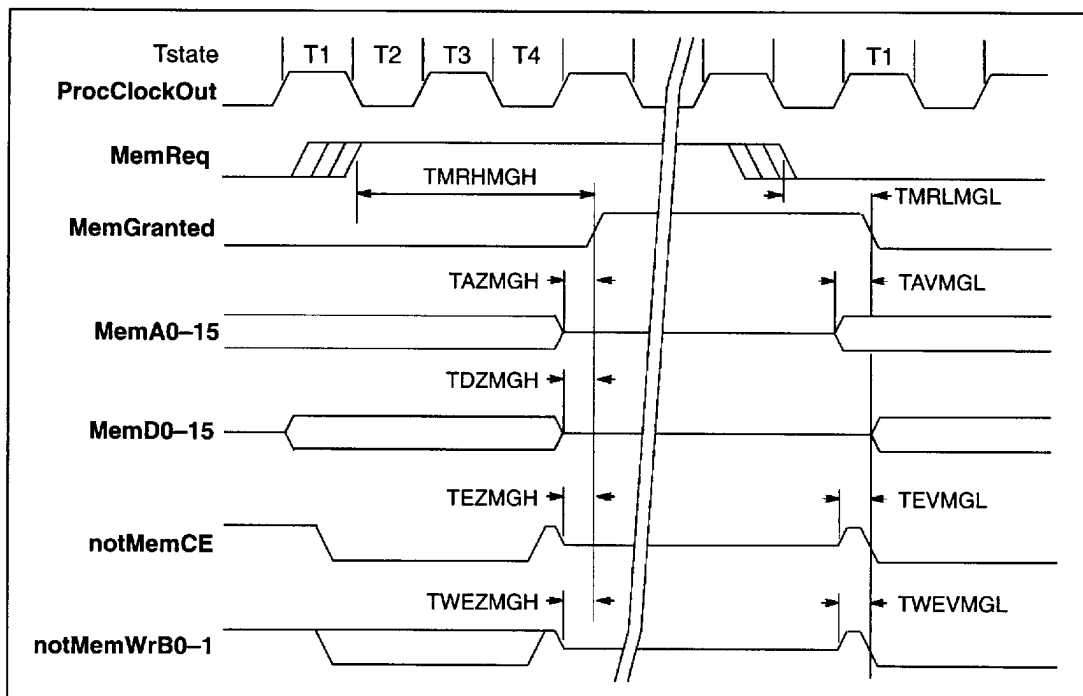 Tstate T1 T2 T3 T4 T1
ProcClockOut
MemReq
TMRHMGH
TMRLMGL
MemGranted
TAZMGH
TAVMGL
MemA0–15
TDZMGH
MemD0–15
TEZMGH
TEVMGL
notMemCE
TWEZMGH
TWEVMGL
notMemWrB0–1